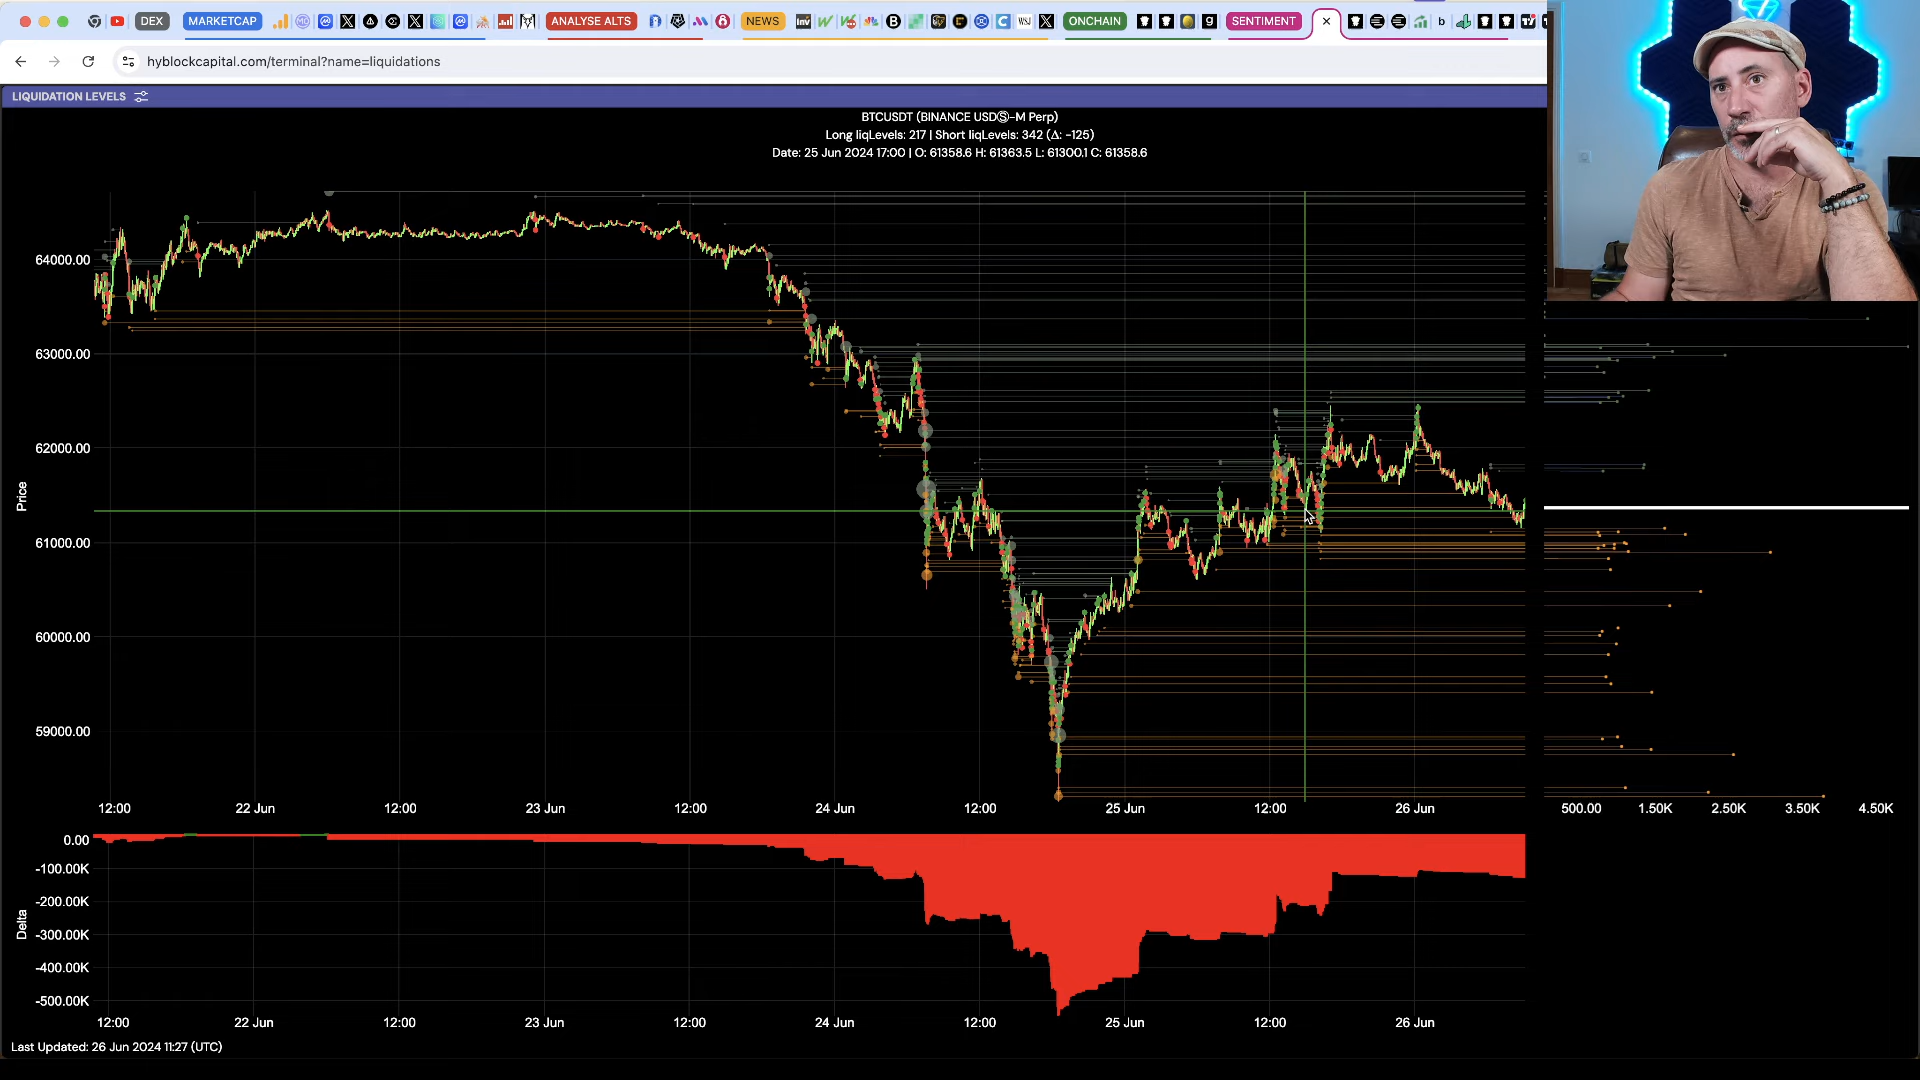 DEX MARKETCAP ANALYSE ALTS NEWS ONCHAIN SENTIMENT
hyblockcapital.com/terminal?name=liquidations
LIQUIDATION LEVELS
BTCUSDT (BINANCE USDⓈ-M Perp)
Long liqLevels: 217 | Short liqLevels: 342 (Δ: -125)
Date: 25 Jun 2024 17:00 | O: 61358.6 H: 61363.5 L: 61300.1 C: 61358.6
64000.00
63000.00
62000.00
Price
61000.00
60000.00
59000.00
12:00 22 Jun 12:00 23 Jun 12:00 24 Jun 12:00 25 Jun 12:00 26 Jun 500.00 1.50K 2.50K 3.50K 4.50K
0.00
-100.00K
-200.00K
Delta
-300.00K
-400.00K
-500.00K
12:00 22 Jun 12:00 23 Jun 12:00 24 Jun 12:00 25 Jun 12:00 26 Jun
Last Updated: 26 Jun 2024 11:27 (UTC)